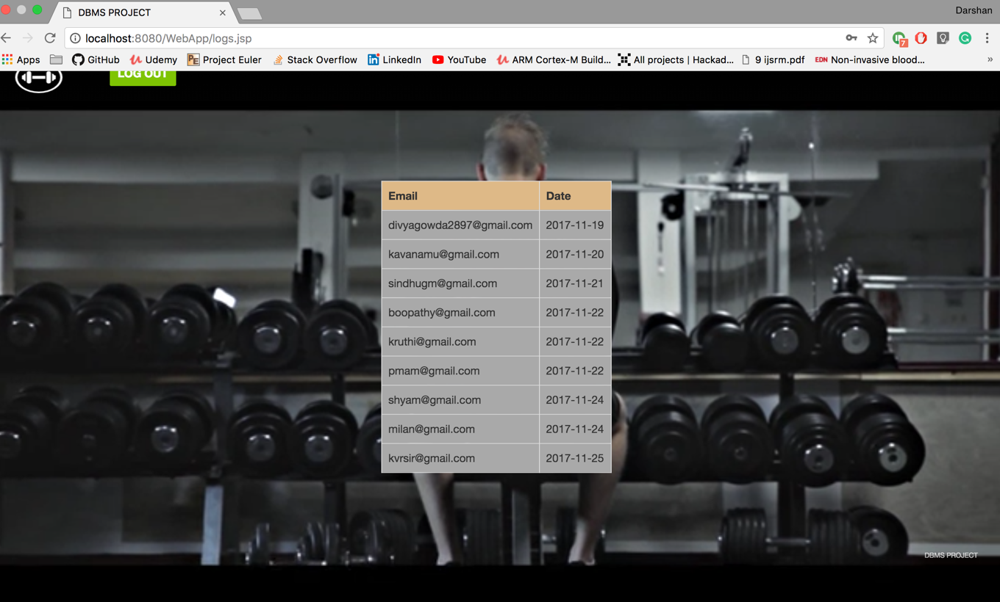 DBMS PROJECT
Darshan
localhost:8080/WebApp/logs.jsp
7
Apps GitHub Udemy PE Project Euler Stack Overflow LinkedIn YouTube ARM Cortex-M Build... All projects | Hackad... 9 ijsrm.pdf EDN Non-invasive blood... »
LOG OUT
Email Date
divyagowda2897@gmail.com 2017-11-19
kavanamu@gmail.com 2017-11-20
sindhugm@gmail.com 2017-11-21
boopathy@gmail.com 2017-11-22
kruthi@gmail.com 2017-11-22
pmam@gmail.com 2017-11-22
shyam@gmail.com 2017-11-24
milan@gmail.com 2017-11-24
kvrsir@gmail.com 2017-11-25
DBMS PROJECT